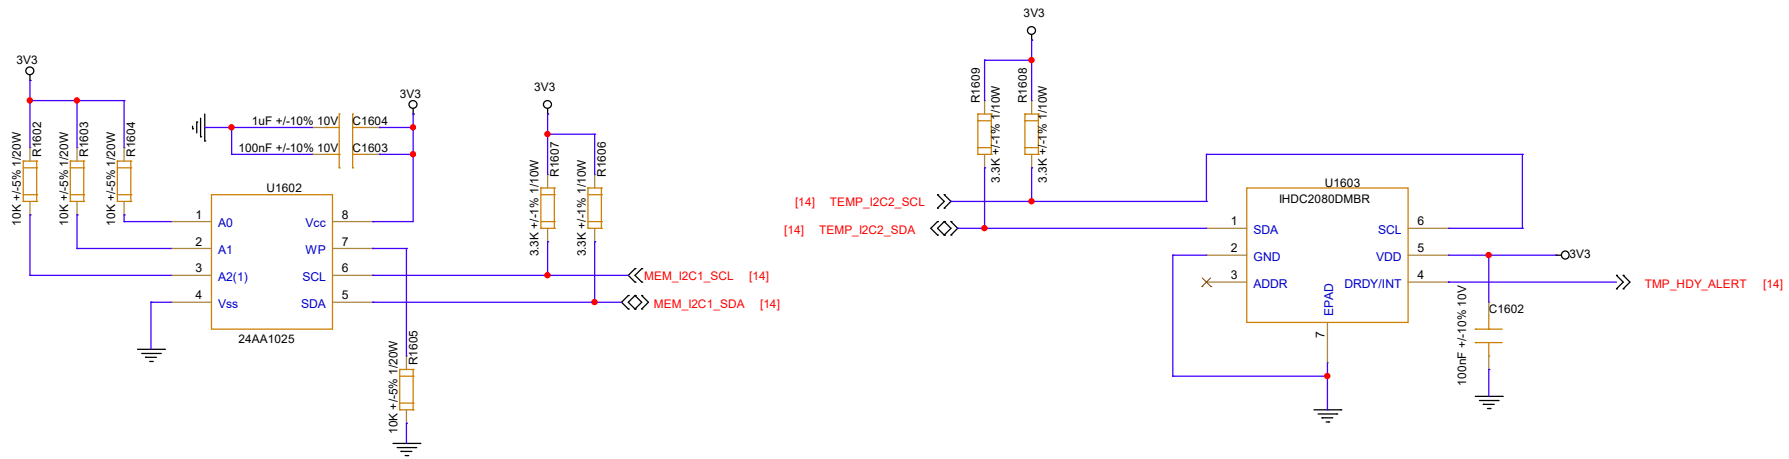 3V3
R1602
10K +/-5% 1/20W
R1603
10K +/-5% 1/20W
R1604
10K +/-5% 1/20W
3V3
1uF +/-10% 10V
C1604
100nF +/-10% 10V
C1603
U1602
1 A0
2 A1
3 A2(1)
4 Vss
Vcc 8
WP 7
SCL 6
SDA 5
24AA1025
R1605
10K +/-5% 1/20W
3V3
R1607
3.3K +/-1% 1/10W
R1606
3.3K +/-1% 1/10W
MEM_I2C1_SCL [14]
MEM_I2C1_SDA [14]
3V3
R1609
3.3K +/-1% 1/10W
R1608
3.3K +/-1% 1/10W
[14] TEMP_I2C2_SCL
[14] TEMP_I2C2_SDA
U1603
IHDC2080DMBR
1 SDA
2 GND
3 ADDR
SCL 6
VDD 5
DRDY/INT 4
EPAD
7
3V3
TMP_HDY_ALERT [14]
C1602
100nF +/-10% 10V